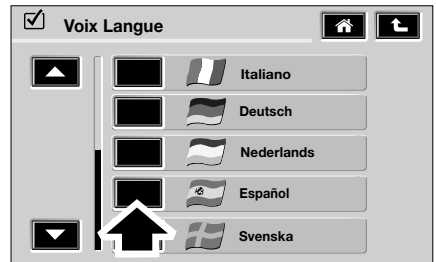 Voix Langue
Italiano
Deutsch
Nederlands
Español
Svenska